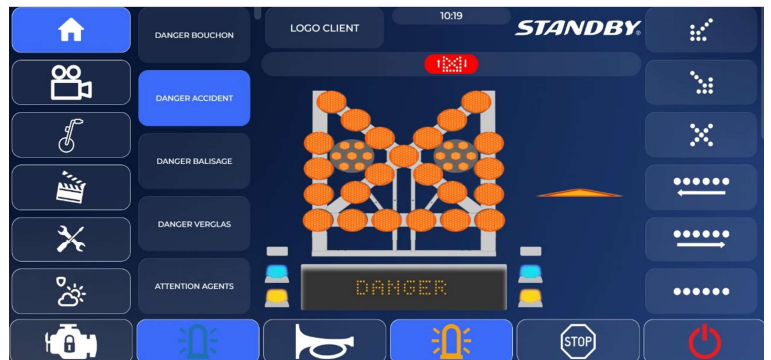 DANGER BOUCHON
LOGO CLIENT
10:19
STANDBY®
DANGER ACCIDENT
DANGER BALISAGE
DANGER VERGLAS
ATTENTION AGENTS
DANGER
STOP